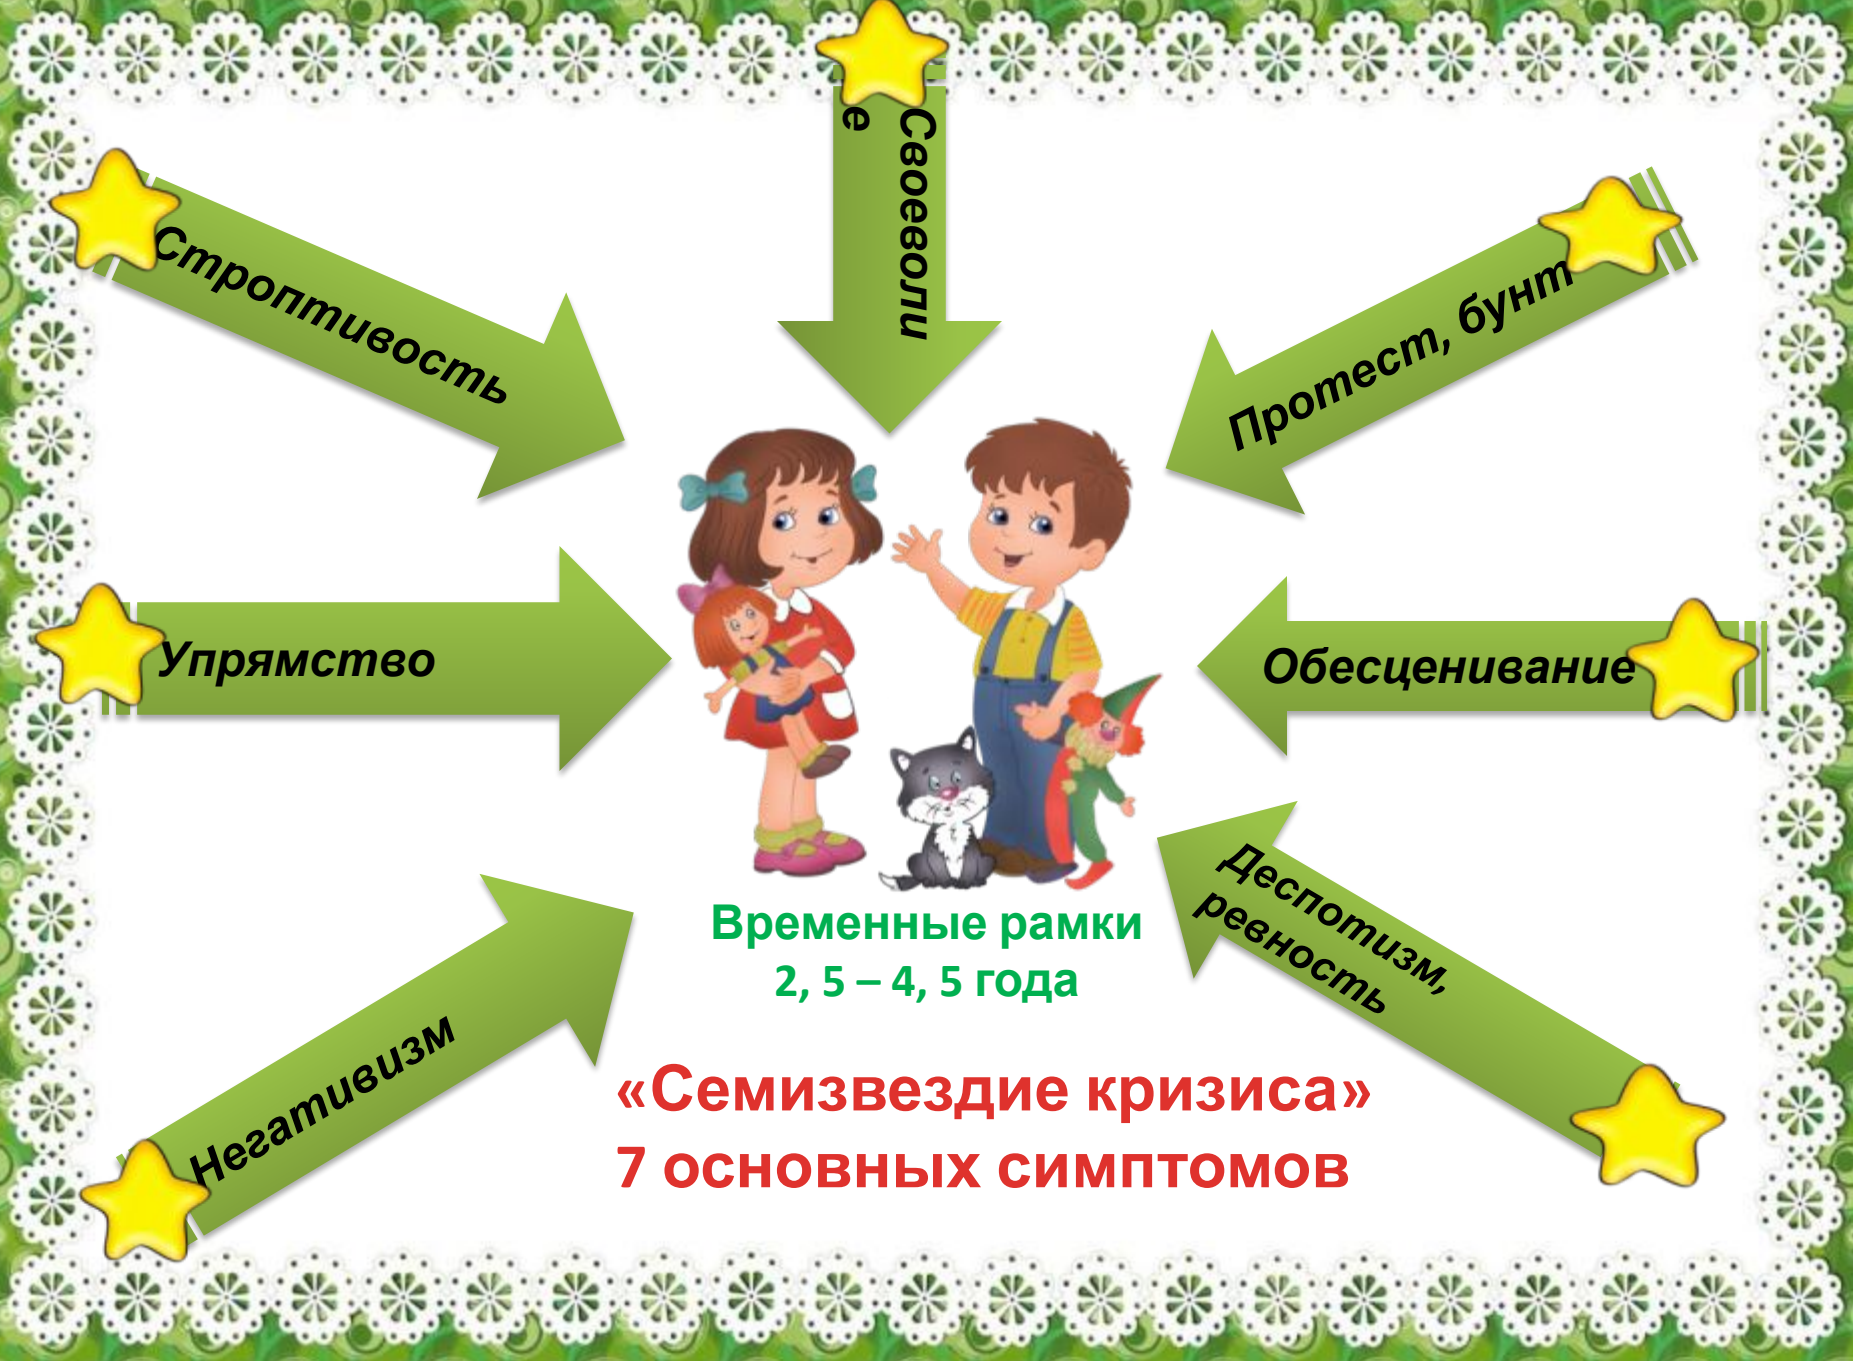 Своеволи
е
Строптивость
Протест, бунт
Упрямство
Обесценивание
Негативизм
Деспотизм,
ревность
Временные рамки
2, 5 – 4, 5 года
«Семизвездие кризиса»
7 основных симптомов